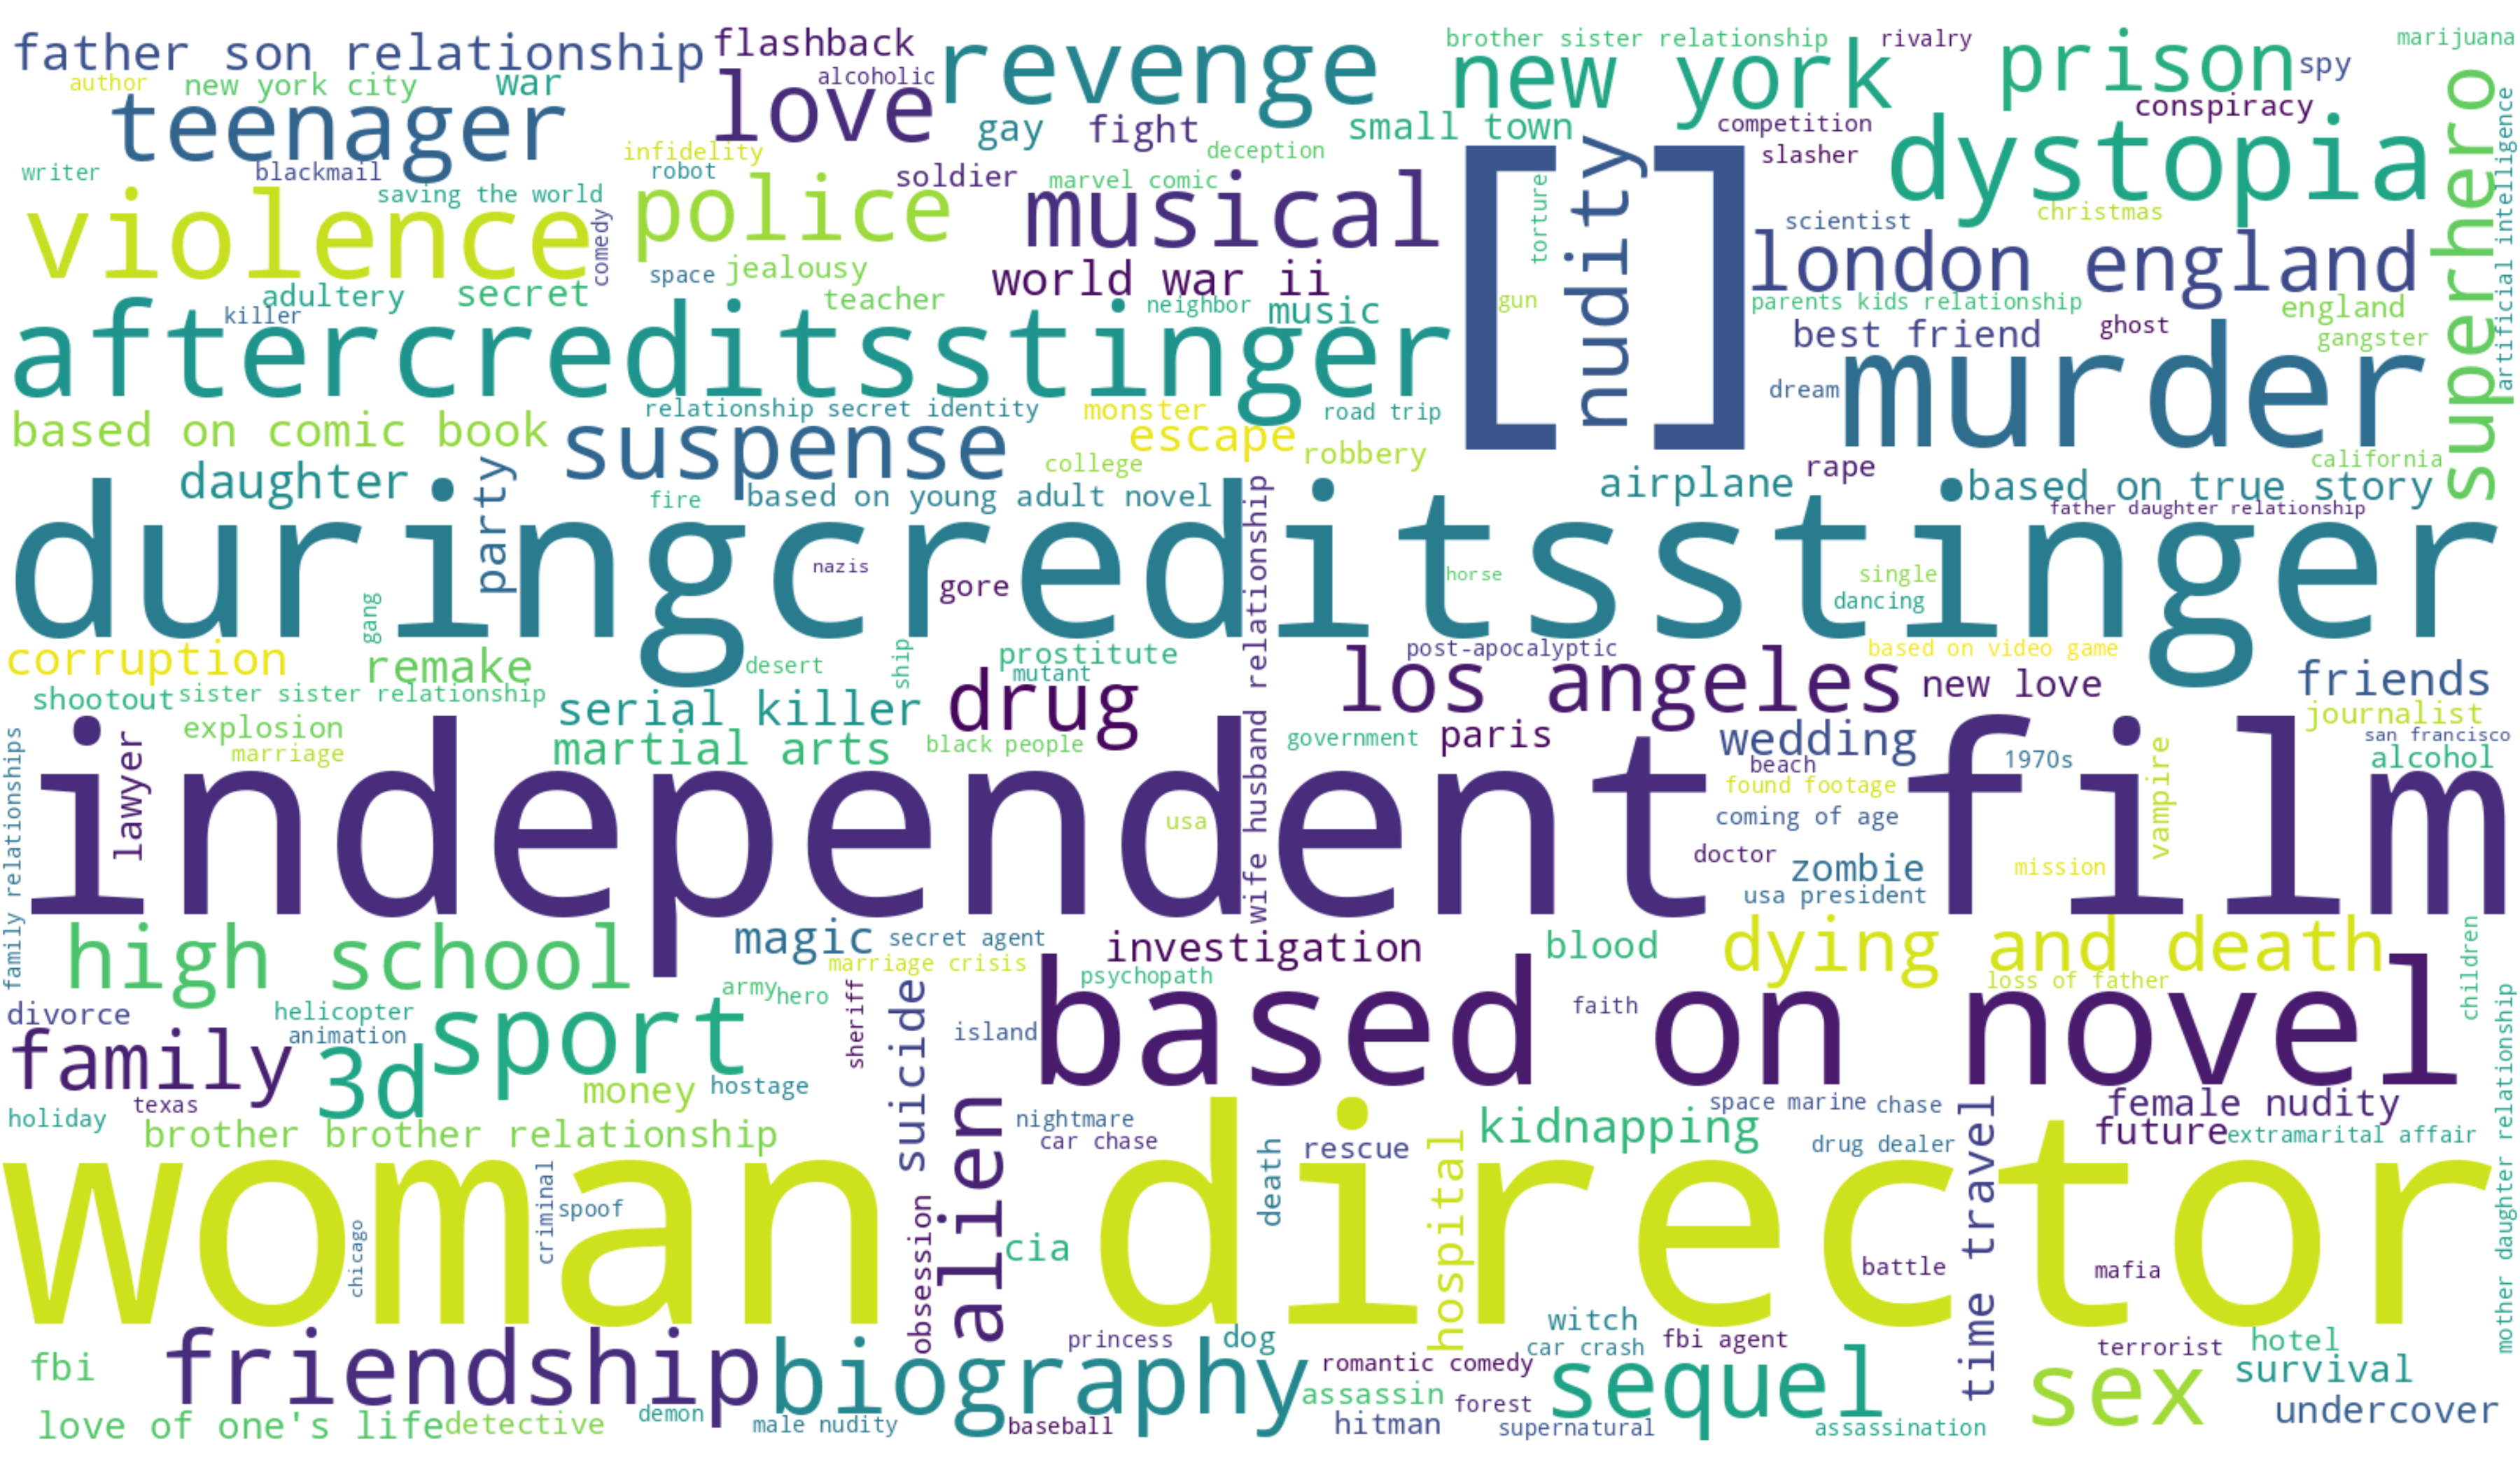 father son relationship
flashback
revenge
brother sister relationship
rivalry
prison
marijuana
author
new york city
war
alcoholic
love
new york
spy
teenager
gay
fight
small town
competition
conspiracy
superhero
artificial intelligence
writer
blackmail
infidelity
robot
deception
slasher
dystopia
saving the world
soldier
marvel comic
[ ]
nudity
torture
violence
comedy
police
musical
scientist
christmas
space
jealousy
world war ii
london england
adultery
secret
teacher
neighbor
music
gun
parents kids relationship
england
killer
aftercreditsstinger
best friend
ghost
gangster
dream
murder
based on comic book
relationship secret identity
monster
road trip
suspense
escape
robbery
daughter
party
college
airplane
rape
california
fire
based on young adult novel
wife husband relationship
based on true story
father daughter relationship
duringcreditsstinger
nazis
gore
horse
single
dancing
gang
corruption
remake
desert
ship
prostitute
mutant
post-apocalyptic
based on video game
shootout
sister sister relationship
serial killer
drug
los angeles
new love
friends
explosion
marriage
martial arts
black people
government
paris
wedding
journalist
san francisco
alcohol
family relationships
lawyer
beach
1970s
vampire
found footage
independent film
usa
coming of age
doctor
zombie
mission
usa president
high school
magic
secret agent
marriage crisis
investigation
blood
dying and death
children
psychopath
loss of father
army
hero
sheriff
suicide
divorce
helicopter
animation
sport
island
based on novel
faith
family
3d
money
hostage
texas
holiday
brother brother relationship
alien
nightmare
car chase
kidnapping
space marine
chase
female nudity
mother daughter relationship
future
extramarital affair
death
rescue
hospital
drug dealer
time travel
woman director
criminal
spoof
chicago
obsession
cia
battle
mafia
witch
fbi
friendship
biography
princess
dog
romantic comedy
car crash
fbi agent
terrorist
hotel
sequel
sex
survival
assassin
forest
love of one's life
detective
demon
male nudity
baseball
hitman
supernatural
assassination
undercover